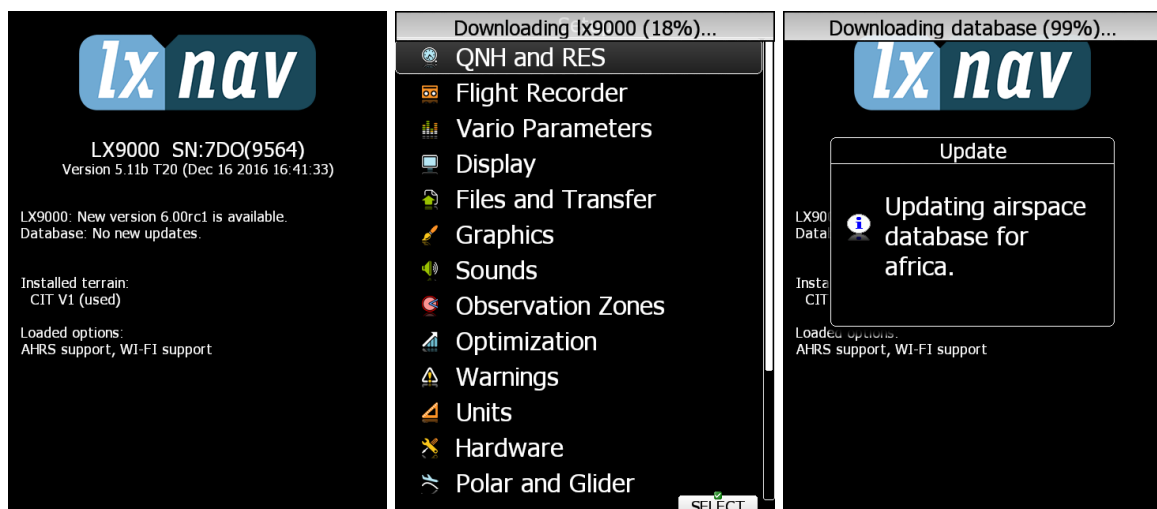 lx nav
LX9000 SN:7DO(9564)
Version 5.11b T20 (Dec 16 2016 16:41:33)
LX9000: New version 6.00rc1 is available.
Database: No new updates.
Installed terrain:
CIT V1 (used)
Loaded options:
AHRS support, WI-FI support
Downloading lx9000 (18%)...
QNH and RES
Flight Recorder
Vario Parameters
Display
Files and Transfer
Graphics
Sounds
Observation Zones
Optimization
Warnings
Units
Hardware
Polar and Glider
SELECT
Downloading database (99%)...
lx nav
Update
Updating airspace
database for
africa.
LX90
Datab
Insta
CIT
Loaded options:
AHRS support, WI-FI support